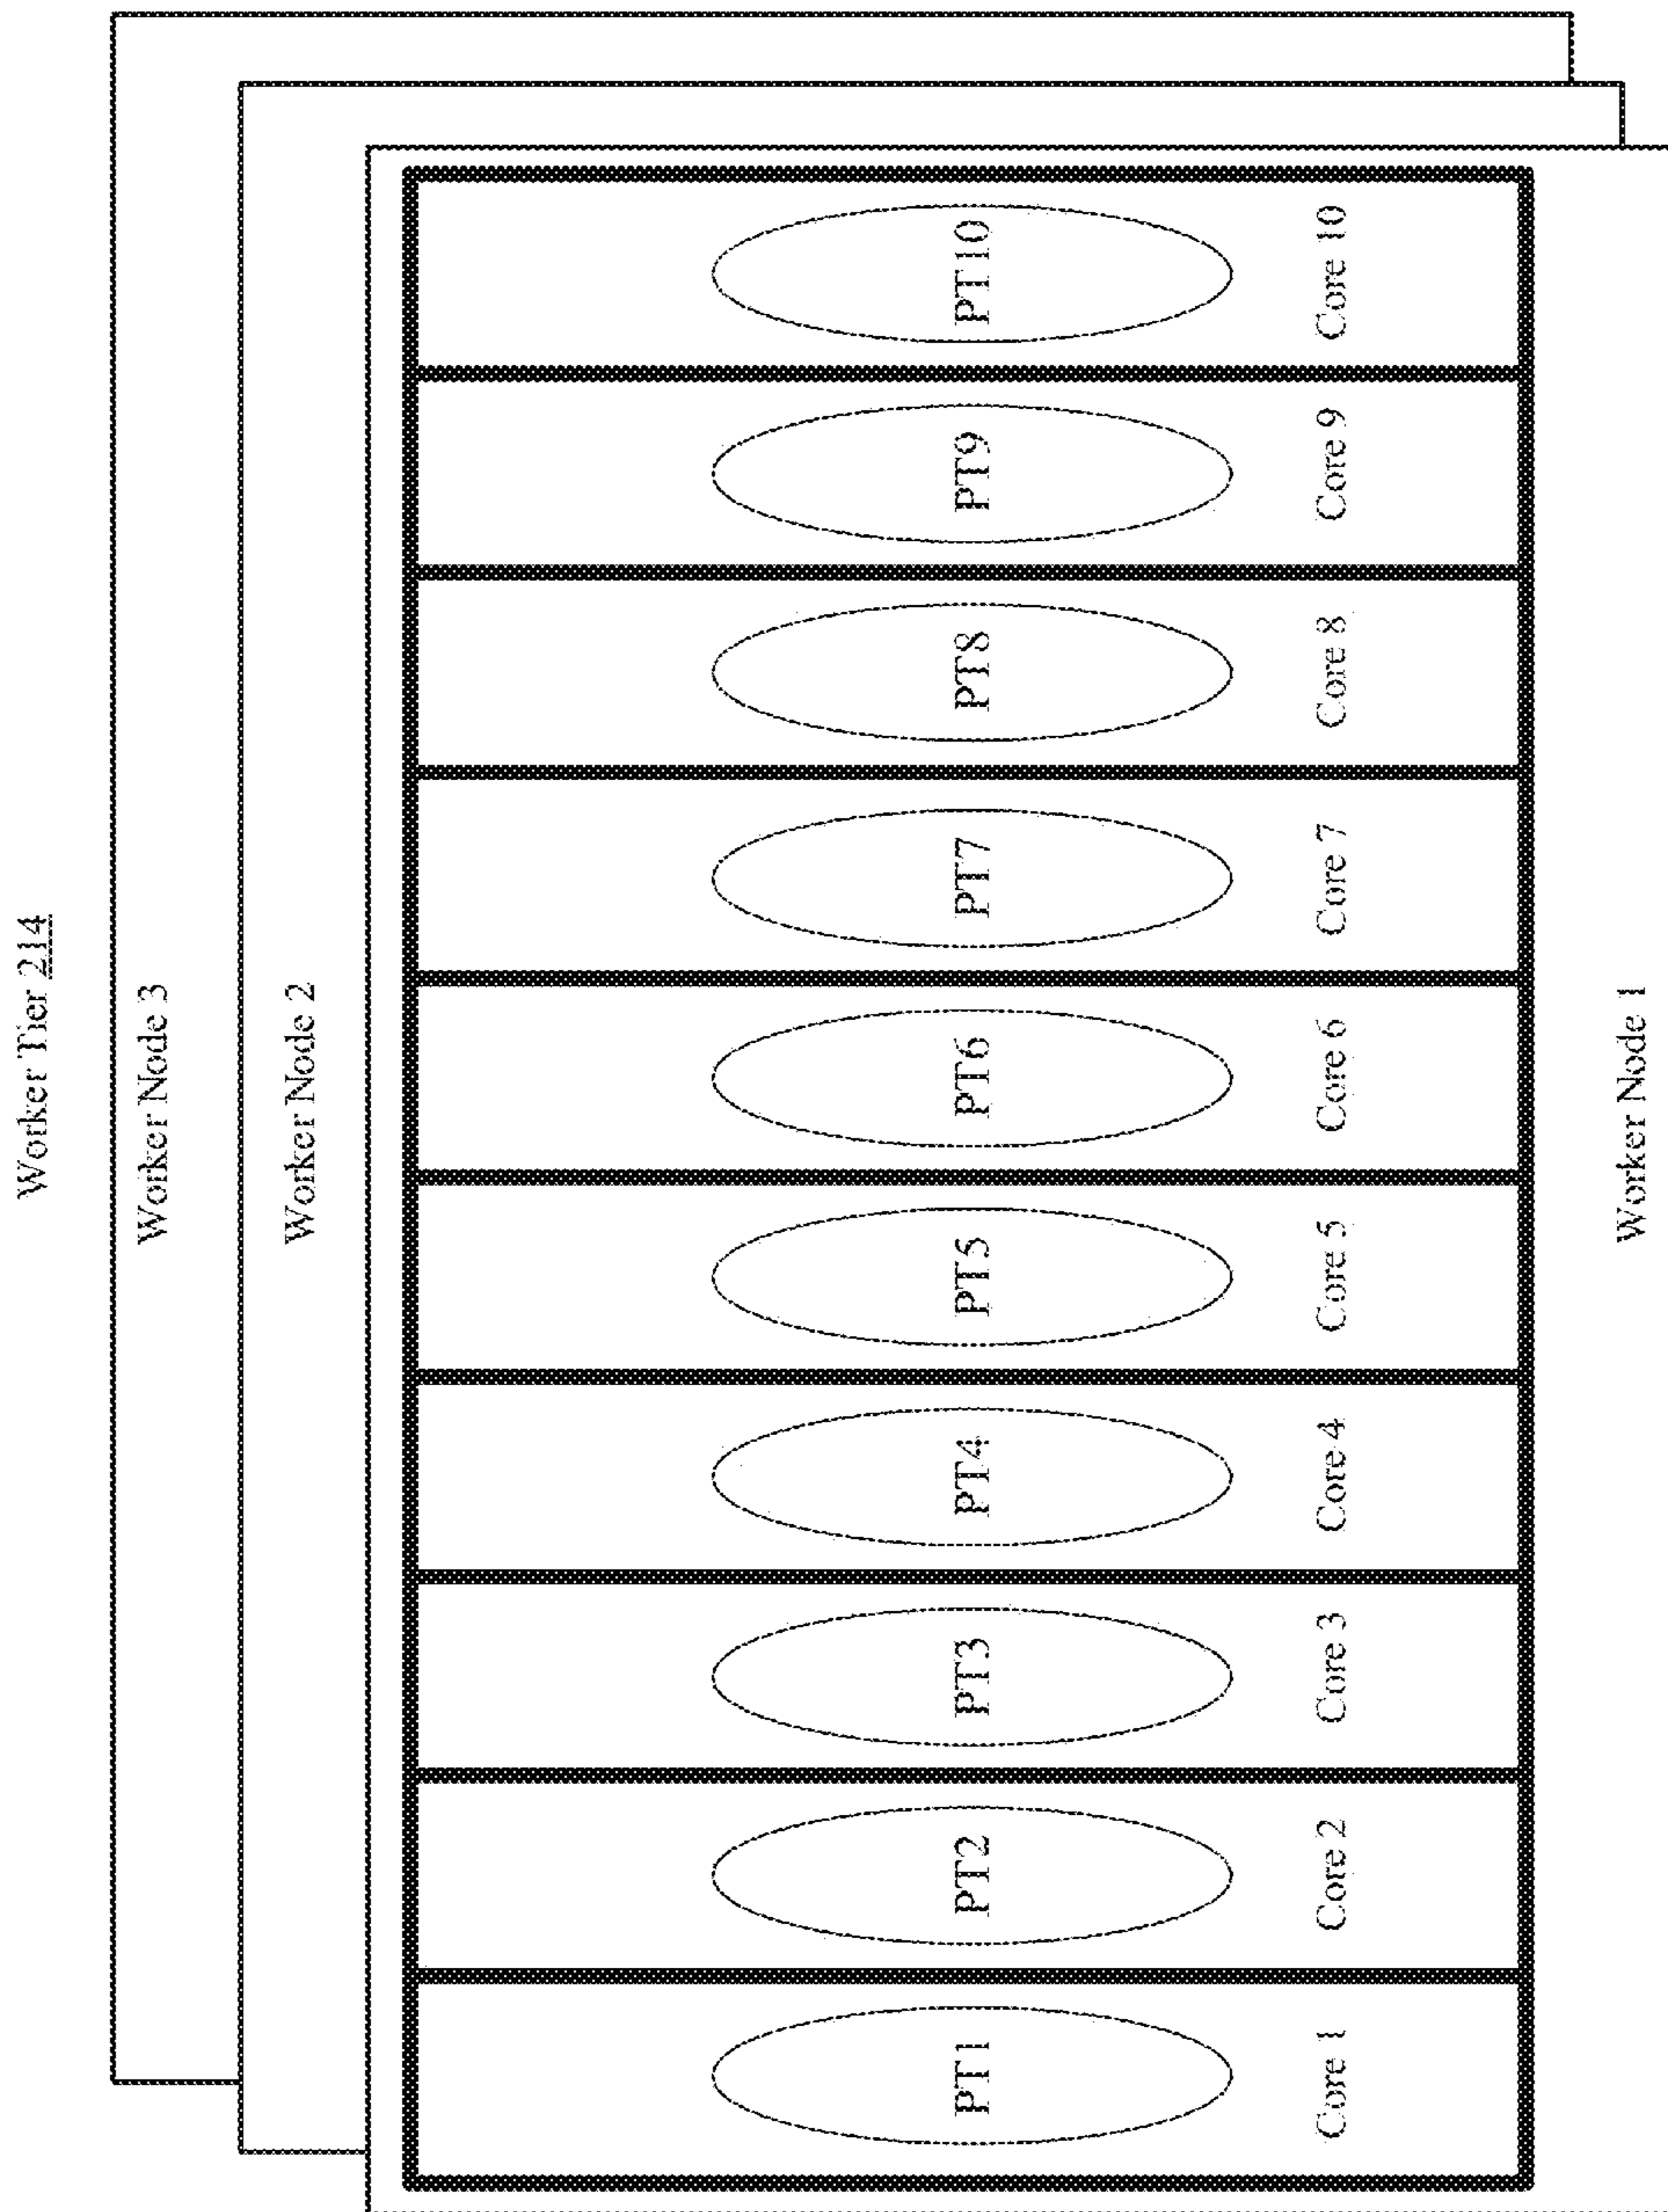 Worker Tier 214
Worker Node 3
Worker Node 2
PT1
PT2
PT3
PT4
PT5
PT6
PT7
PT8
PT9
PT10
Core 1
Core 2
Core 3
Core 4
Core 5
Core 6
Core 7
Core 8
Core 9
Core 10
Worker Node 1